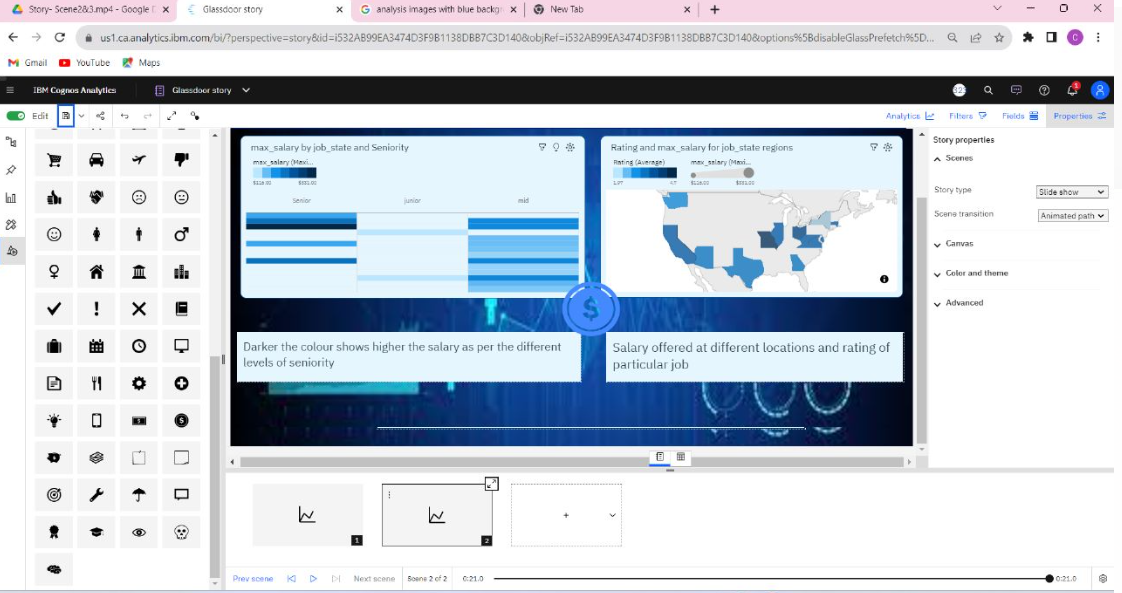 Story- Scene2&3.mp4 - Google D
Glassdoor story
analysis images with blue backgr
New Tab
us1.ca.analytics.ibm.com/bi/?perspective=story&id=i532AB99EA3474D3F9B1138DBB7C3D140&objRef=i532AB99EA3474D3F9B1138DBB7C3D140&options%5BdisableGlassPrefetch%5D...
C
Gmail YouTube Maps
IBM Cognos Analytics Glassdoor story
Edit
Analytics Filters Fields Properties
max_salary by job_state and Seniority
max_salary (Maxi...
Senior junior mid
Rating and max_salary for job_state regions
Rating (Average) max_salary (Maxi...
Darker the colour shows higher the salary as per the different
levels of seniority
Salary offered at different locations and rating of
particular job
Story properties
Scenes
Story type Slide show
Scene transition Animated path
Canvas
Color and theme
Advanced
1
2
Prev scene Next scene Scene 2 of 2 0:21.0 0:21.0